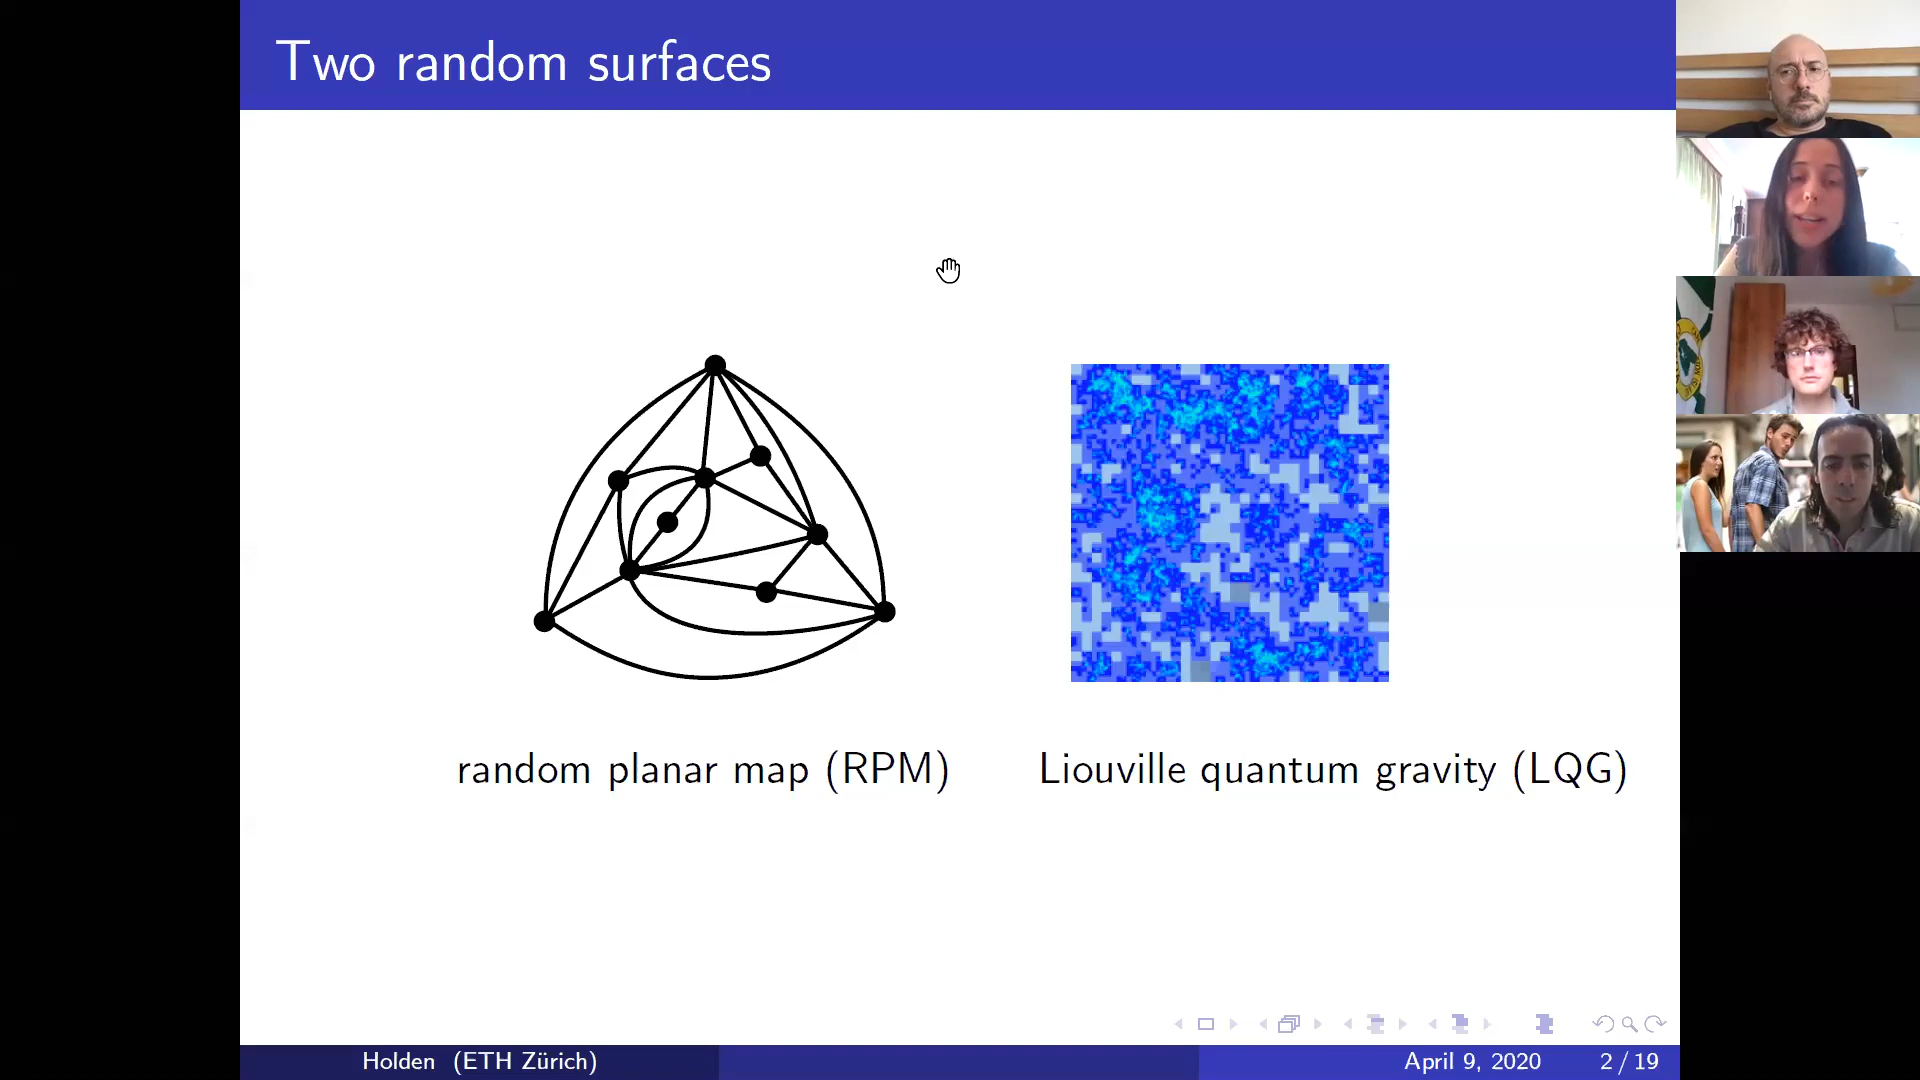 Two random surfaces
random planar map (RPM)
Liouville quantum gravity (LQG)
Holden (ETH Zürich)
April 9, 2020
2 / 19